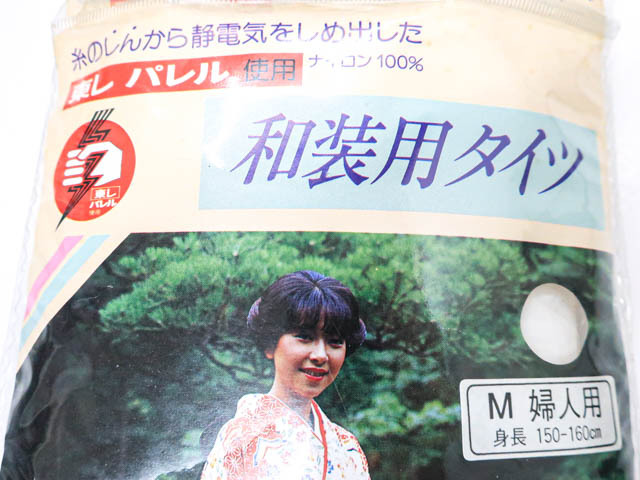 糸のしんから静電気をしめ出した
東レ パレル 使用 ナイロン100%
東レ
パレル
使用
和装用タイツ
M 婦人用
身長 150-160cm